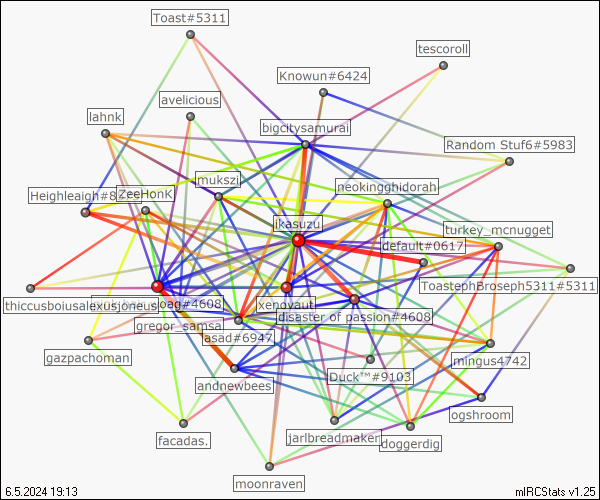 Toast#5311
tescoroll
Knowun#6424
avelicious
lahnk
bigcitysamurai
Random Stuf6#5983
mukszi
neokingghidorah
Heighleaigh#8
ZeeHonk
ikasuzu
turkey_mcnugget
default#0617
ToastephBroseph5311#5311
bhiccusboiusalexusjoneus
loag#4608
xenovaut
gregor_samsa
disaster of passion#4608
asad#6947
gazpachoman
mingus4742
andnewbees
Duck™#9103
ogshroom
facadas.
jarlbreadmaker
doggerdig
moonraven
6.5.2024 19:13
mIRCStats v1.25